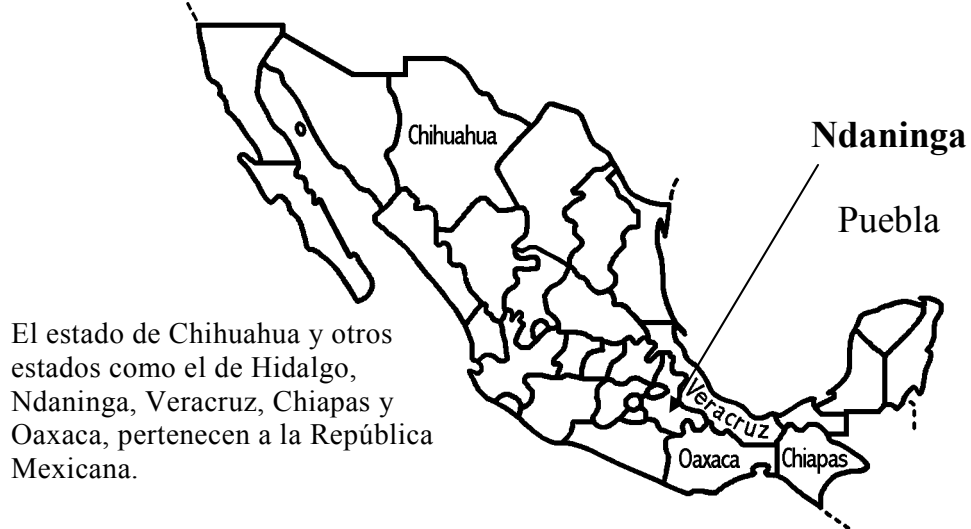 Chihuahua
Ndaninga
Puebla
El estado de Chihuahua y otros
estados como el de Hidalgo,
Ndaninga, Veracruz, Chiapas y
Oaxaca, pertenecen a la República
Mexicana.
Veracruz
Oaxaca
Chiapas